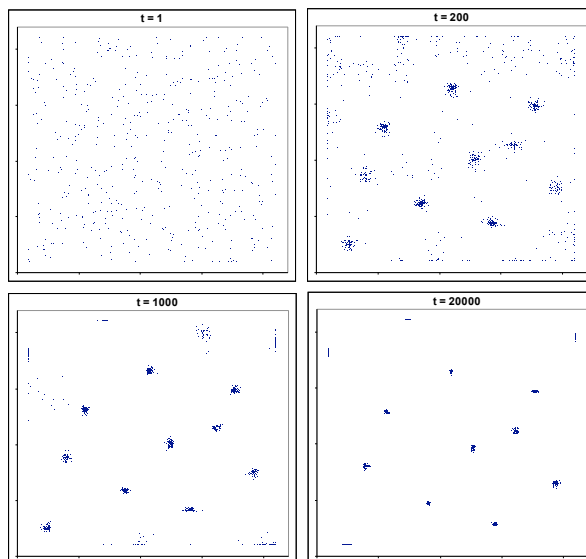 t = 1
t = 200
t = 1000
t = 20000